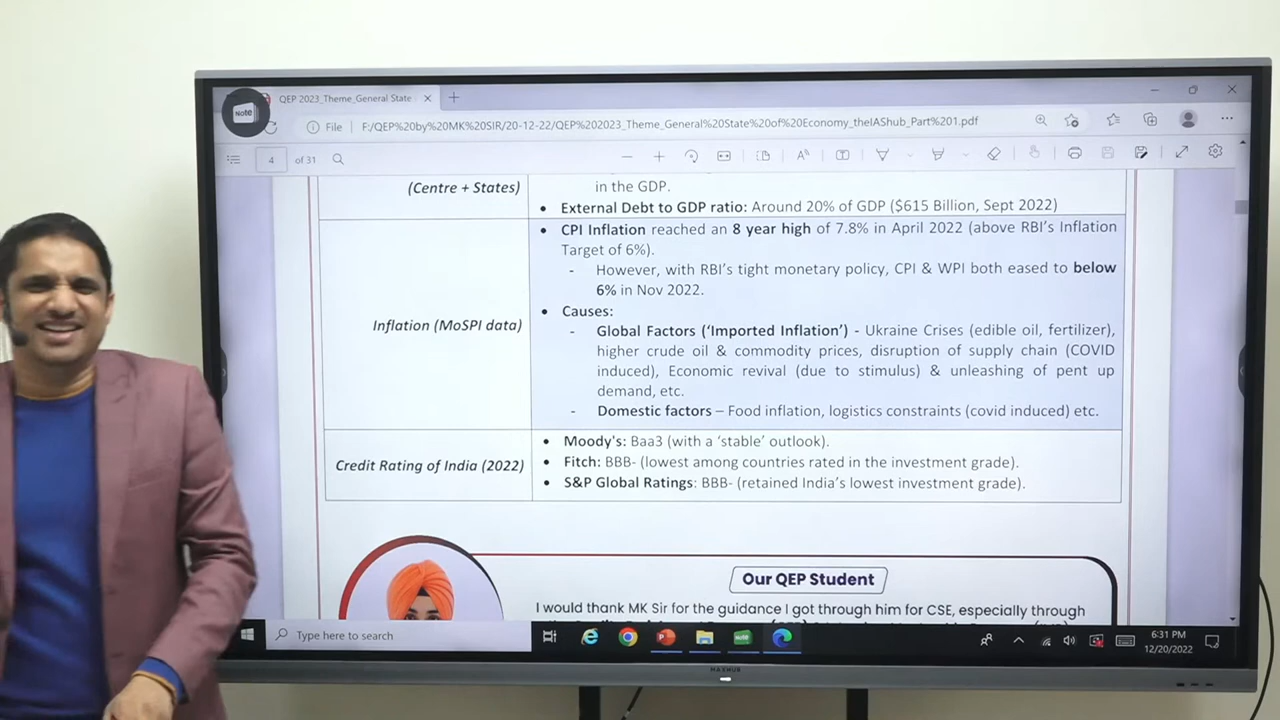 QEP 2023_Theme_General State
Note
File
F:/QEP%20by%20MK%20SIR/20-12-22/QEP%202023_Theme_General%20State%20of%20Economy_theIAShub_Part%201.pdf
4 of 31
(Centre + States)
in the GDP.
• External Debt to GDP ratio: Around 20% of GDP ($615 Billion, Sept 2022)
Inflation (MoSPI data)
• CPI Inflation reached an 8 year high of 7.8% in April 2022 (above RBI's Inflation
Target of 6%).
- However, with RBI's tight monetary policy, CPI & WPI both eased to below
6% in Nov 2022.
• Causes:
- Global Factors ('Imported Inflation') - Ukraine Crises (edible oil, fertilizer),
higher crude oil & commodity prices, disruption of supply chain (COVID
induced), Economic revival (due to stimulus) & unleashing of pent up
demand, etc.
- Domestic factors – Food inflation, logistics constraints (covid induced) etc.
Credit Rating of India (2022)
• Moody's: Baa3 (with a 'stable' outlook).
• Fitch: BBB- (lowest among countries rated in the investment grade).
• S&P Global Ratings: BBB- (retained India's lowest investment grade).
Our QEP Student
I would thank MK Sir for the guidance I got through him for CSE, especially through
Type here to search
6:31 PM
12/20/2022
MAXHUB